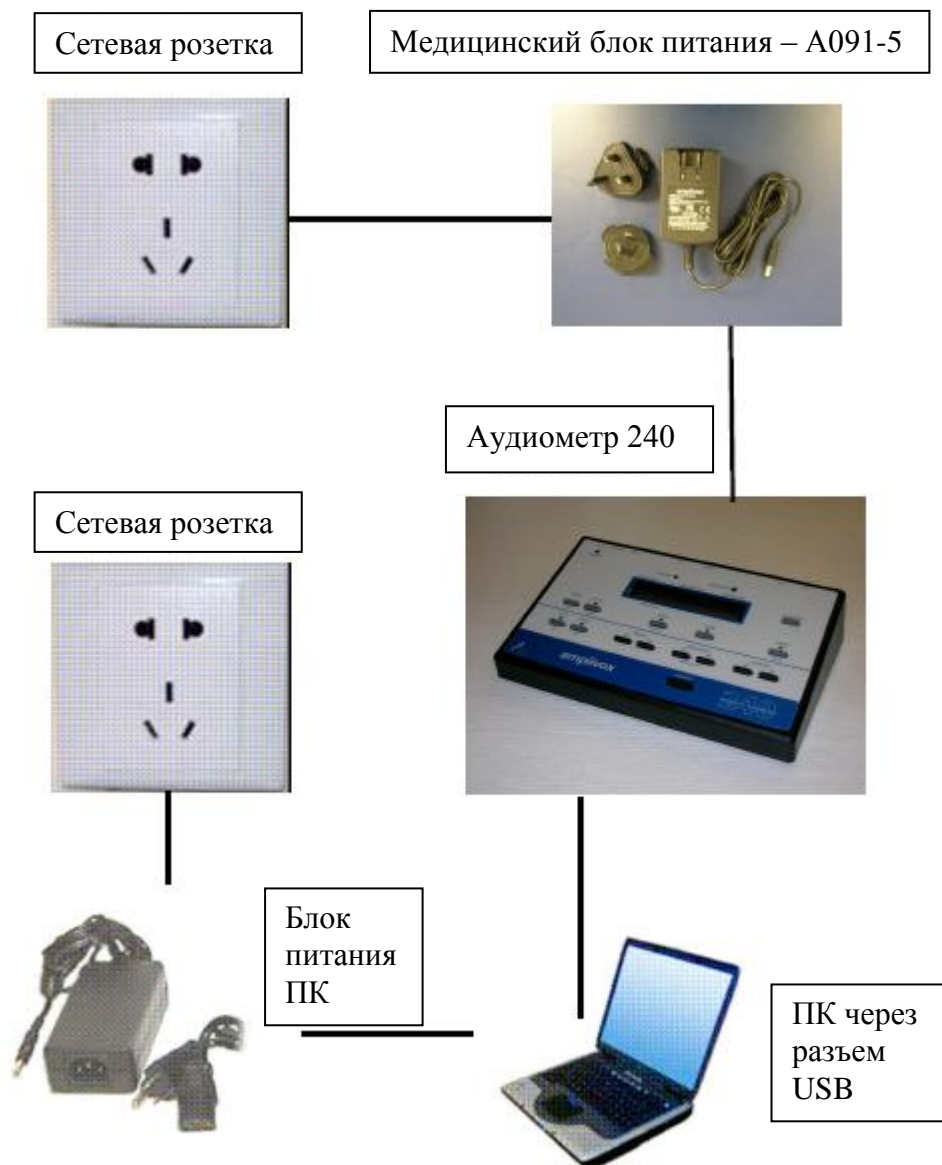 Сетевая розетка
Медицинский блок питания – A091-5
Аудиометр 240
Сетевая розетка
amplivox
Блок
питания
ПК
ПК через
разъем
USB